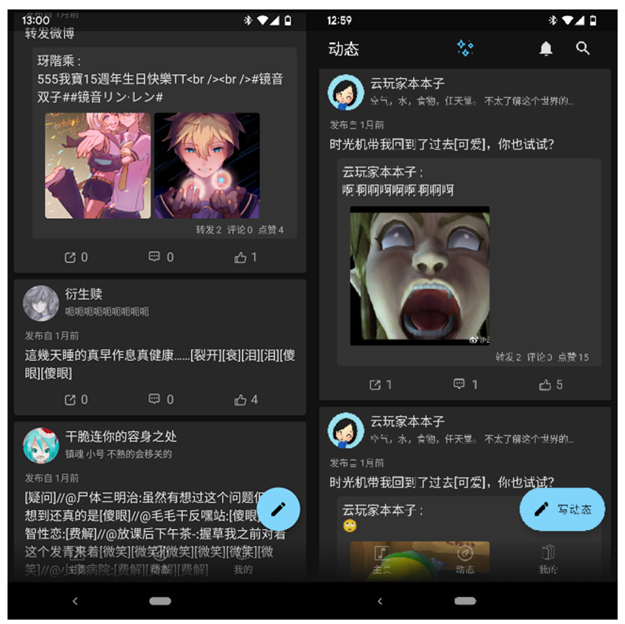 13:00
转发微博
玡階乘 :
555我寶15週年生日快樂TT<br /><br />#镜音
双子##鏡音リン·レン#
转发 2 评论 0 点赞 4
0
0
1
衍生赎
呃呃呃呃呃呃呃呃
发布自 1月前
這幾天睡的真早作息真健康......[裂开][衰][泪][泪][傻
眼][傻眼]
0
0
4
干脆连你的容身之处
镇魂 小号 不熟的会移关的
发布自 1月前
[疑问]//@尸体三明治:虽然有想过这个问题但
想到还真的是[傻眼]//@毛毛干反嘿站:[傻眼]
智性恋:[费解]//@放课后下午茶-:握草我之前对着
这个发青来着[微笑][微笑][微笑][微笑][微笑][微
笑]//@小 病院:[费解][费解][费解]
我的
12:59
动态
云玩家本本子
空气，水，食物，任天堂。 不太了解这个世界的...
发布自 1月前
时光机带我回到了过去[可爱]，你也试试?
云玩家本本子 :
啊啊啊啊啊啊啊啊啊
转发 2 评论 0 点赞 15
1
1
5
云玩家本本子
空气，水，食物，任天堂。 不太了解这个世界的...
发布自 1月前
时光机带我回到了过去[可爱]，你也试试?
云玩家本本子 :
写动态
主页
动态
我的